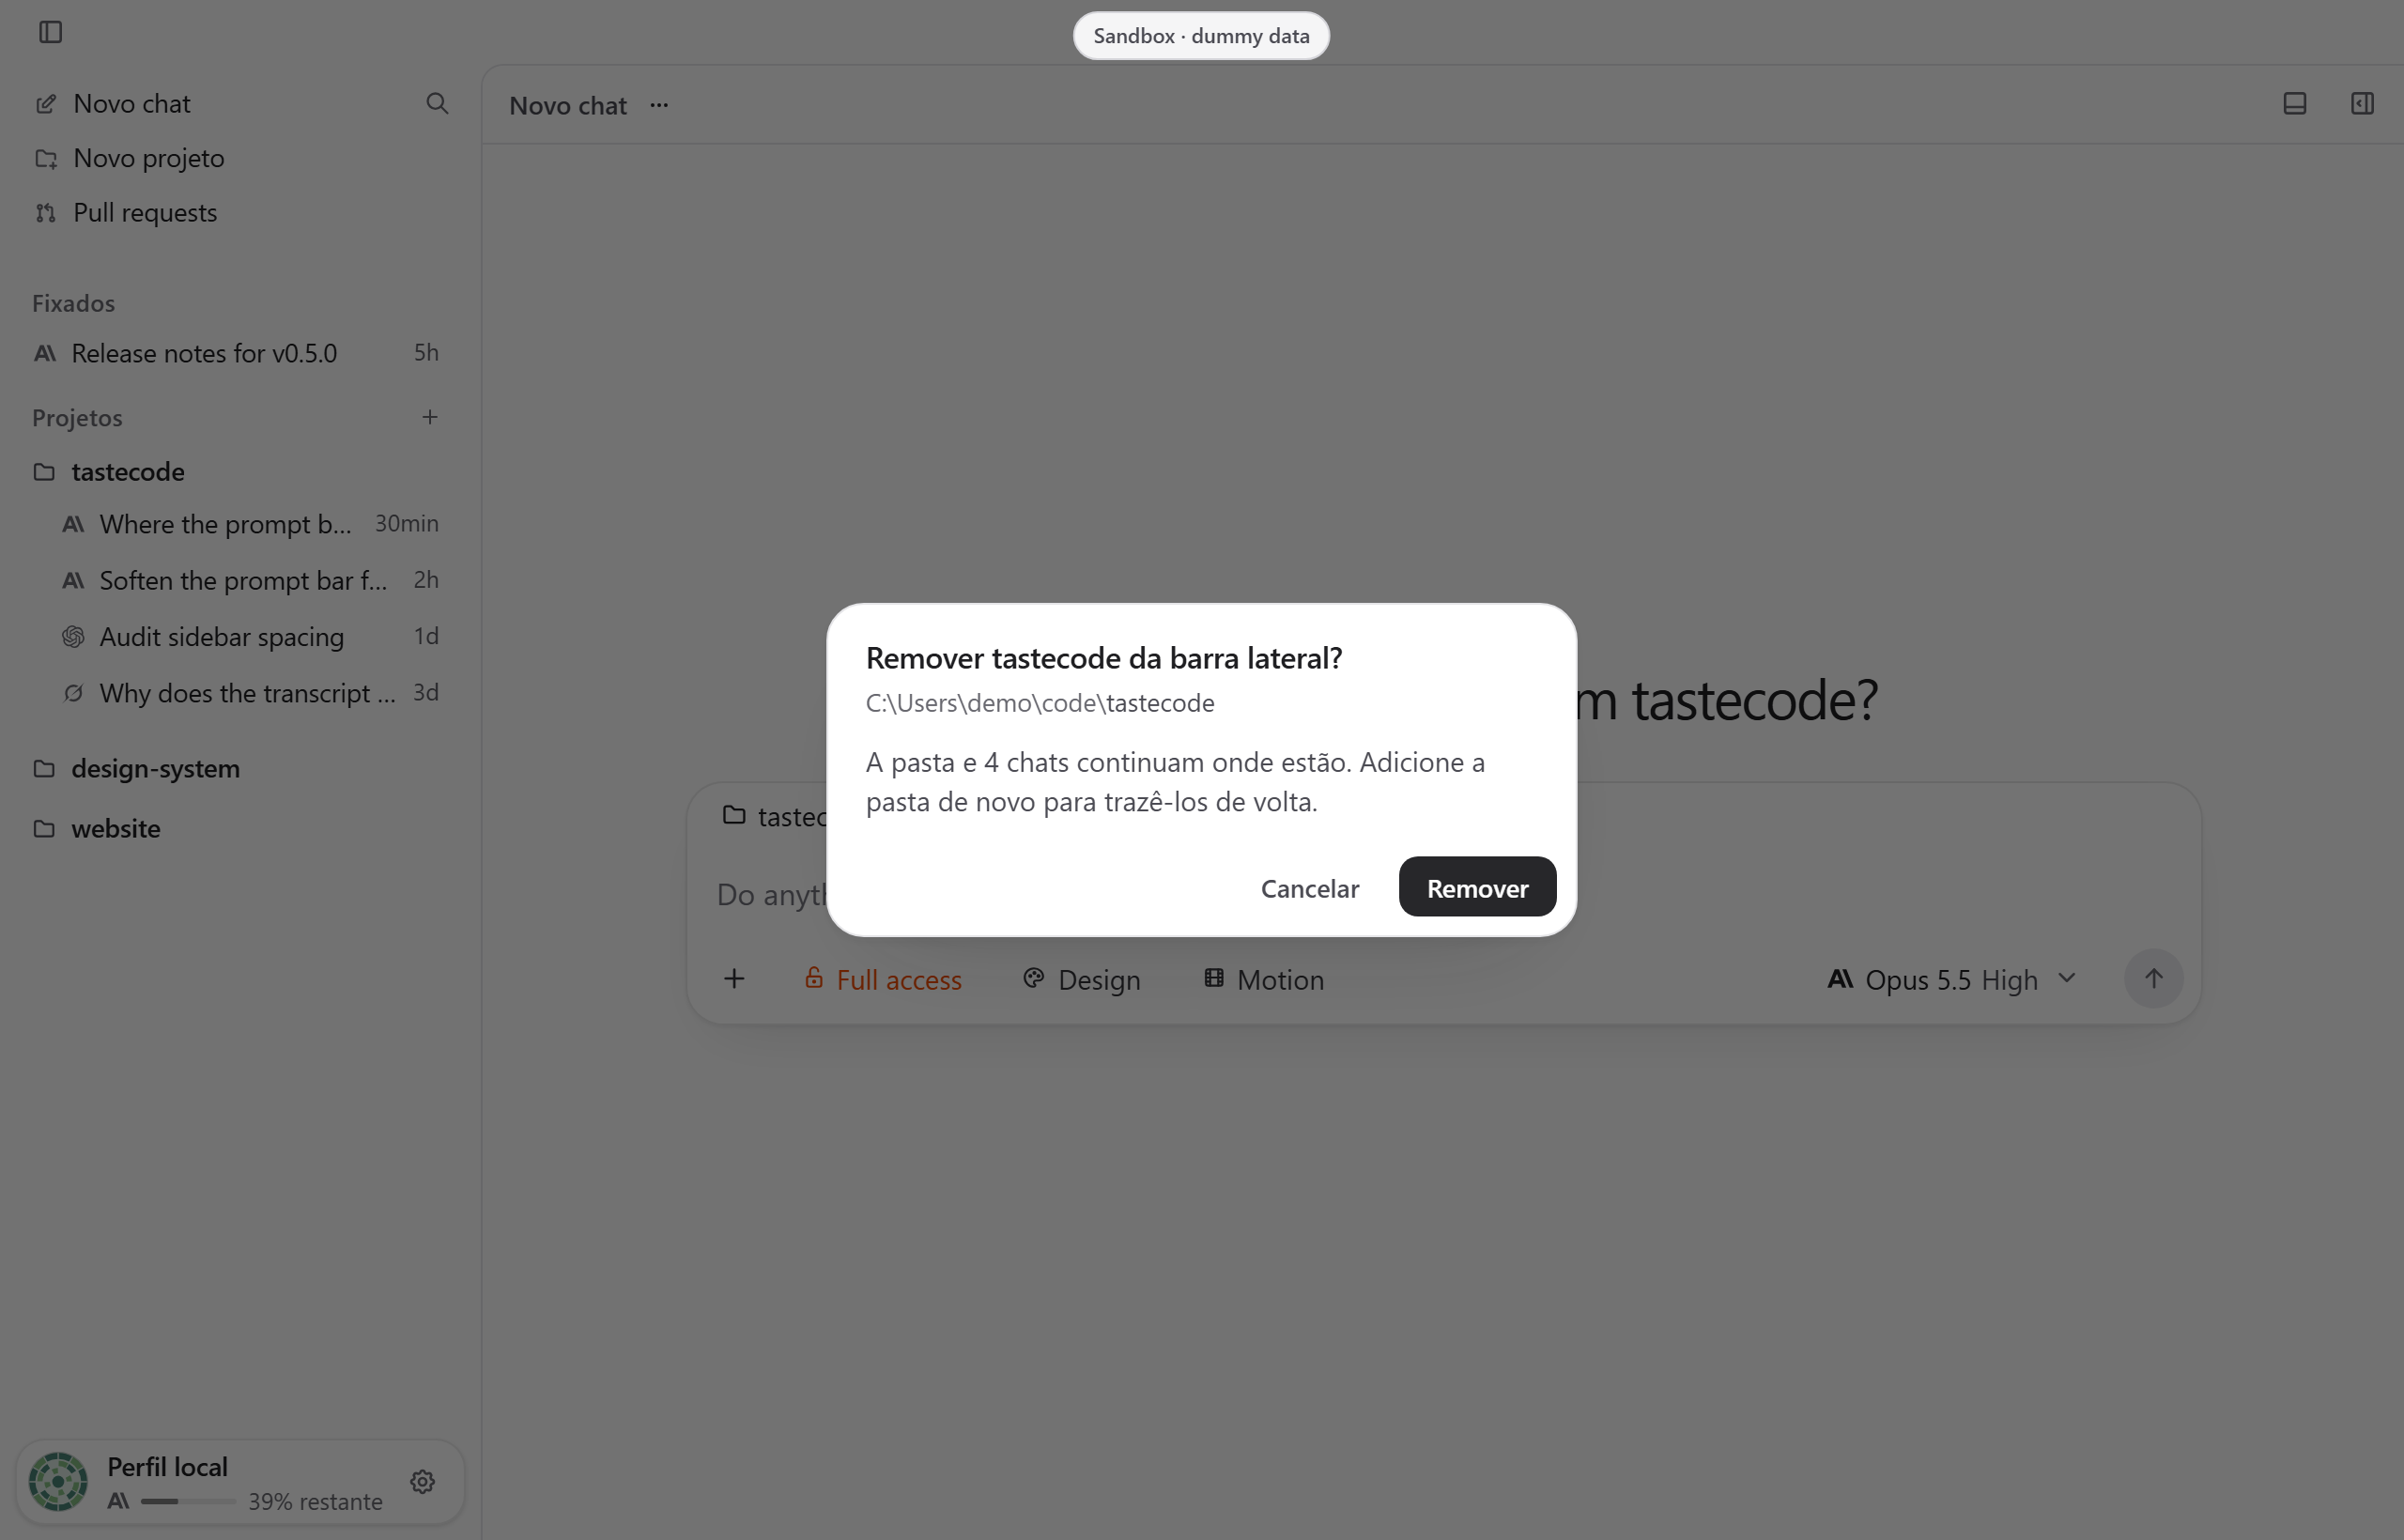 Sandbox · dummy data
Novo chat
Novo projeto
Pull requests
Fixados
Release notes for v0.5.0 5h
Projetos
tastecode
Where the prompt b... 30min
Soften the prompt bar f... 2h
Audit sidebar spacing 1d
Why does the transcript ... 3d
design-system
website
Perfil local
39% restante
Novo chat
tastecode?
Remover tastecode da barra lateral?
C:\Users\demo\code\tastecode
A pasta e 4 chats continuam onde estão. Adicione a
pasta de novo para trazê-los de volta.
Cancelar Remover
Do
Full access Design Motion Opus 5.5 High